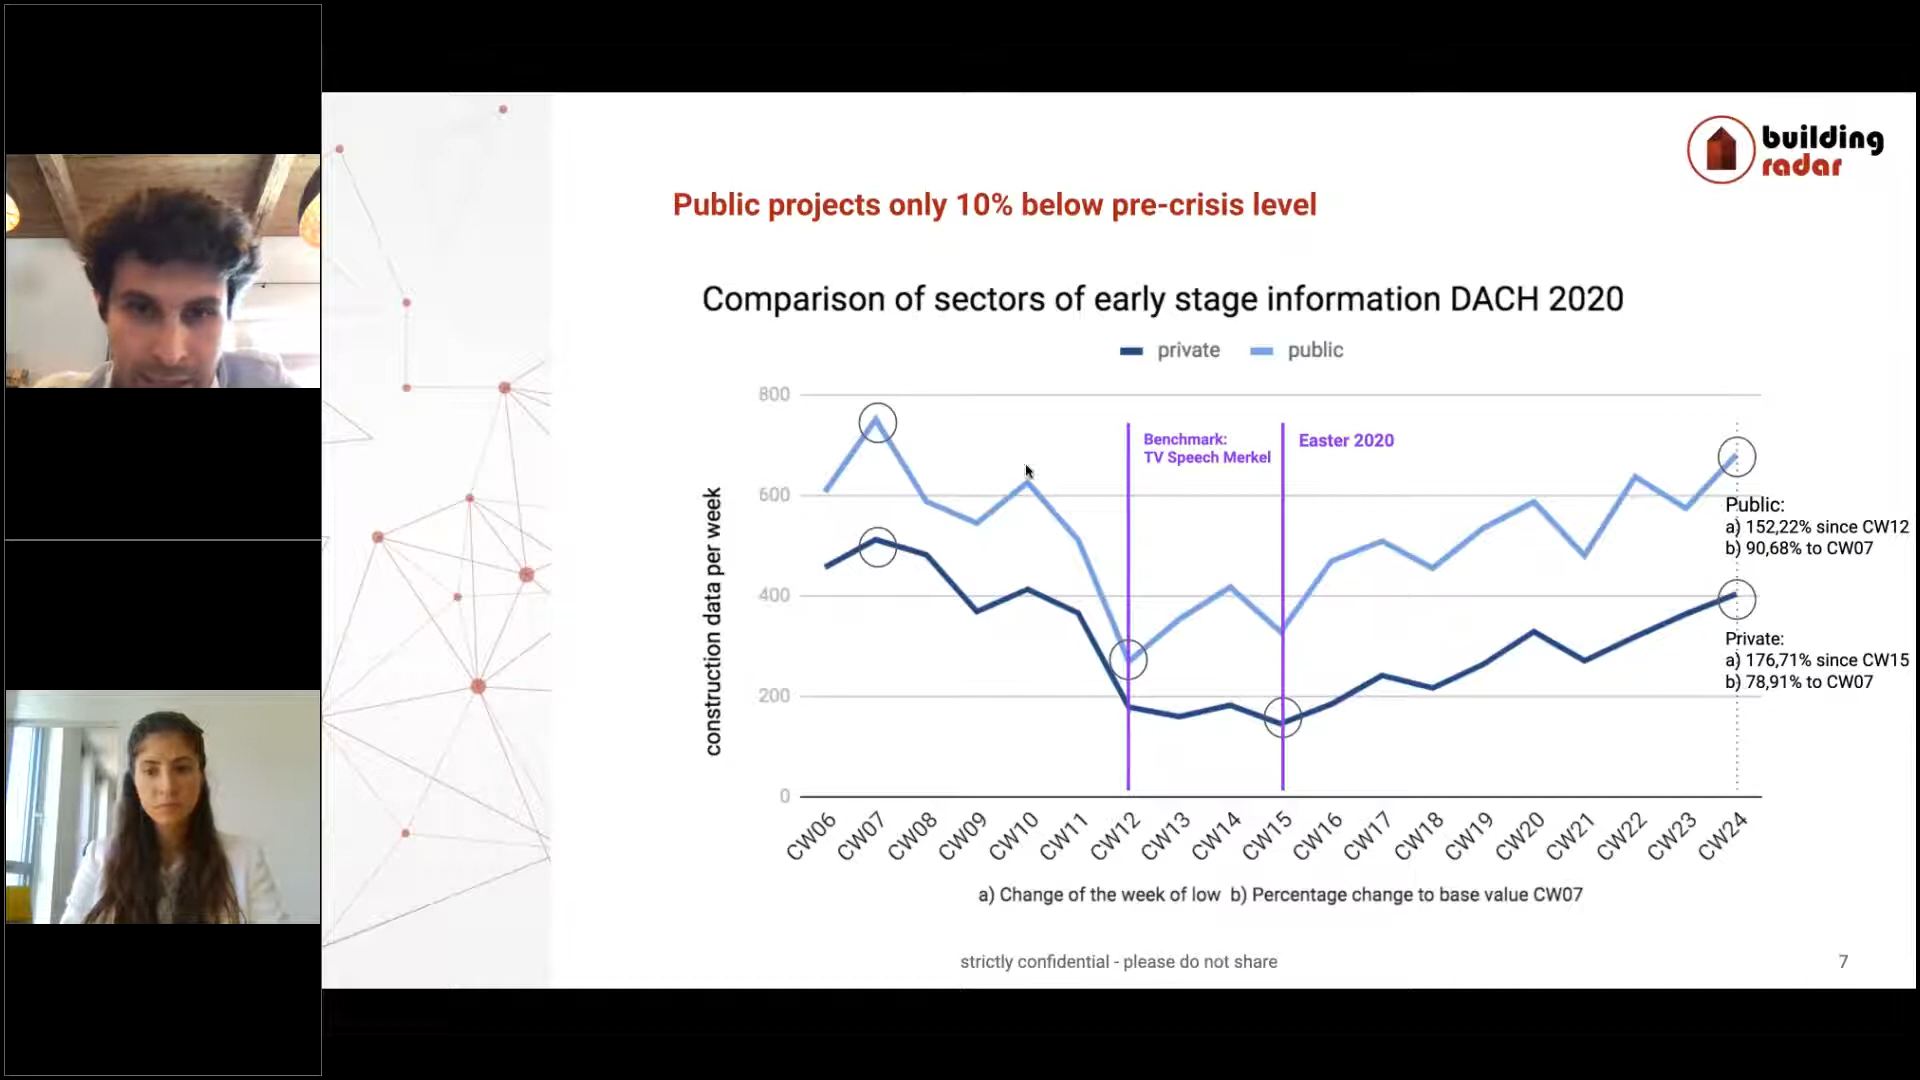 building
radar
Public projects only 10% below pre-crisis level
Comparison of sectors of early stage information DACH 2020
private public
construction data per week
800
600
400
200
0
Benchmark:
TV Speech Merkel
Easter 2020
Public:
a) 152,22% since CW12
b) 90,68% to CW07
Private:
a) 176,71% since CW15
b) 78,91% to CW07
CW06 CW07 CW08 CW09 CW10 CW11 CW12 CW13 CW14 CW15 CW16 CW17 CW18 CW19 CW20 CW21 CW22 CW23 CW24
a) Change of the week of low b) Percentage change to base value CW07
strictly confidential - please do not share
7